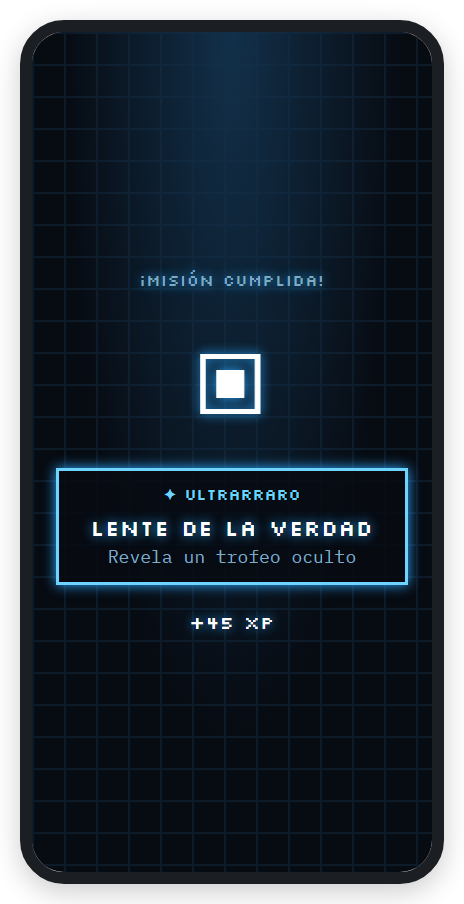 ¡MISIÓN CUMPLIDA!
✦ ULTRARRARO
LENTE DE LA VERDAD
Revela un trofeo oculto
+45 XP